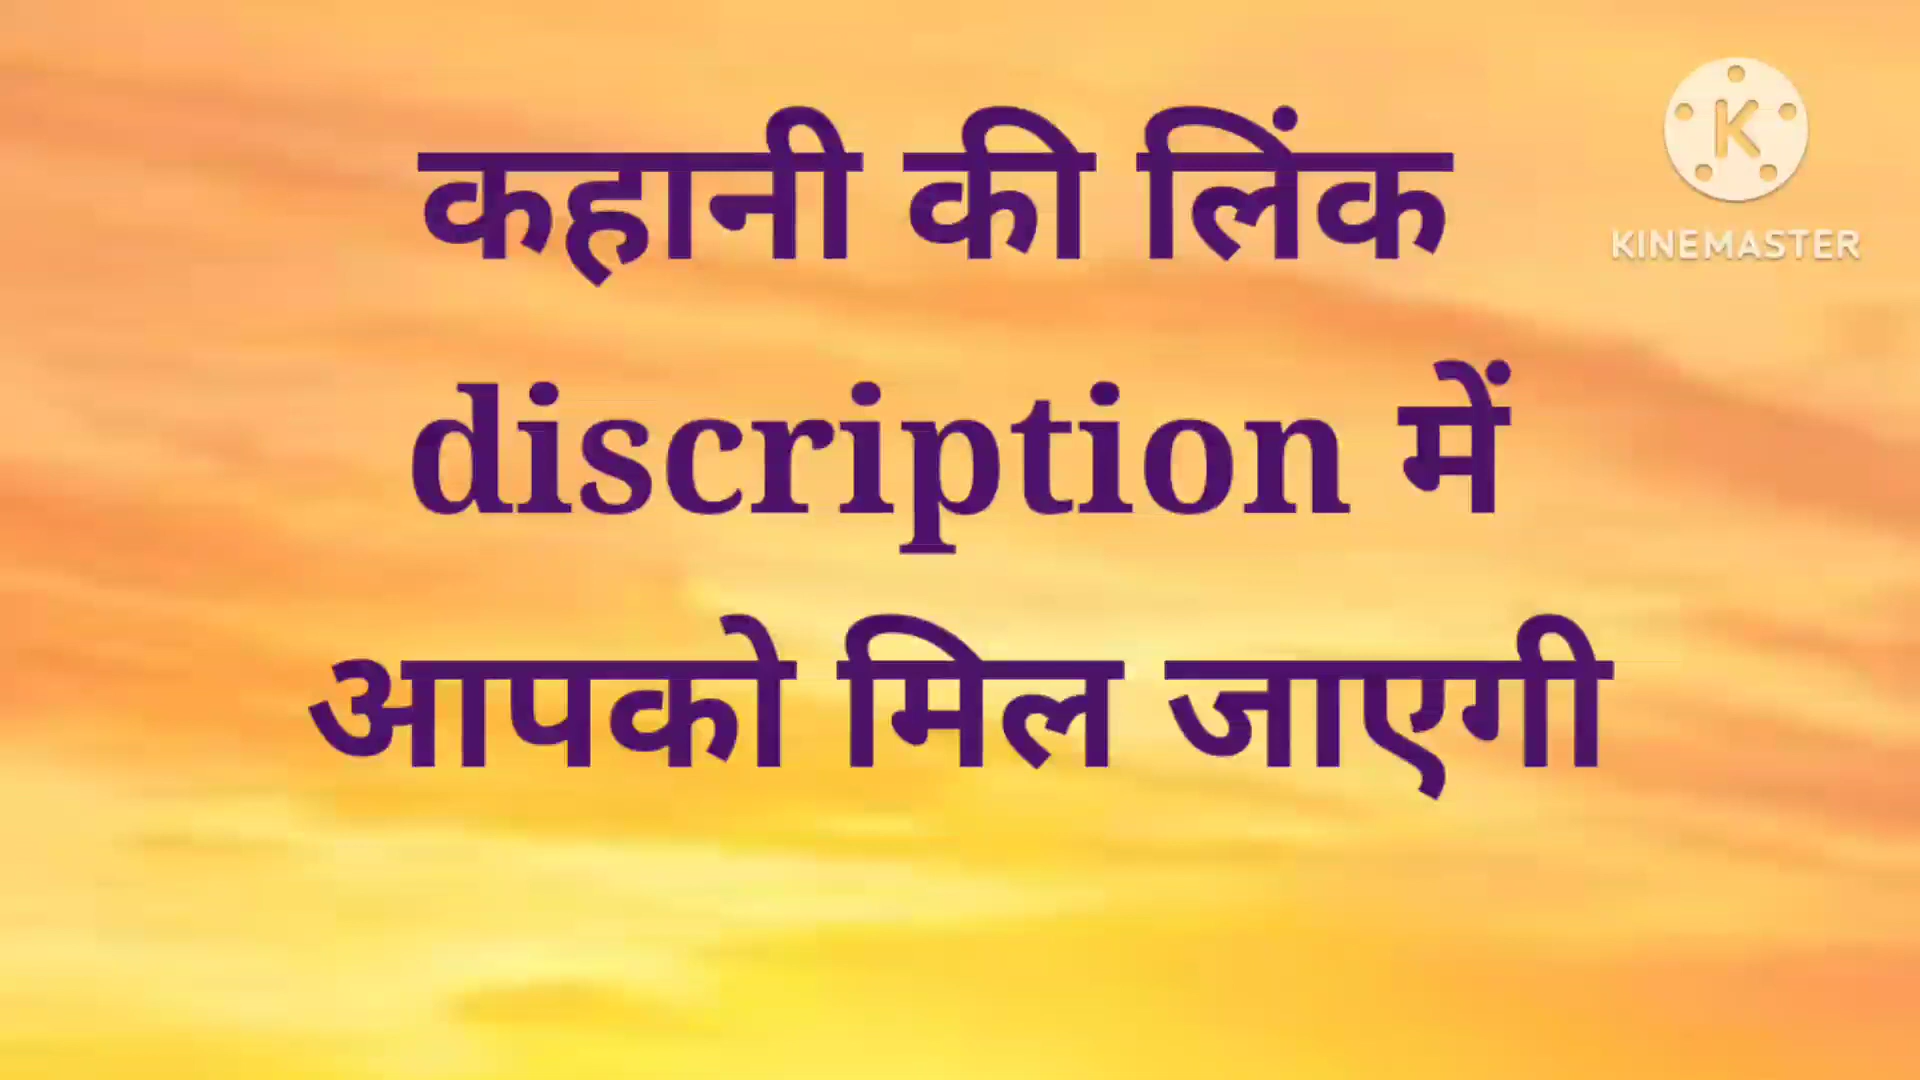 कहानी की लिंक
KINEMASTER
discription में
आपको मिल जाएगी